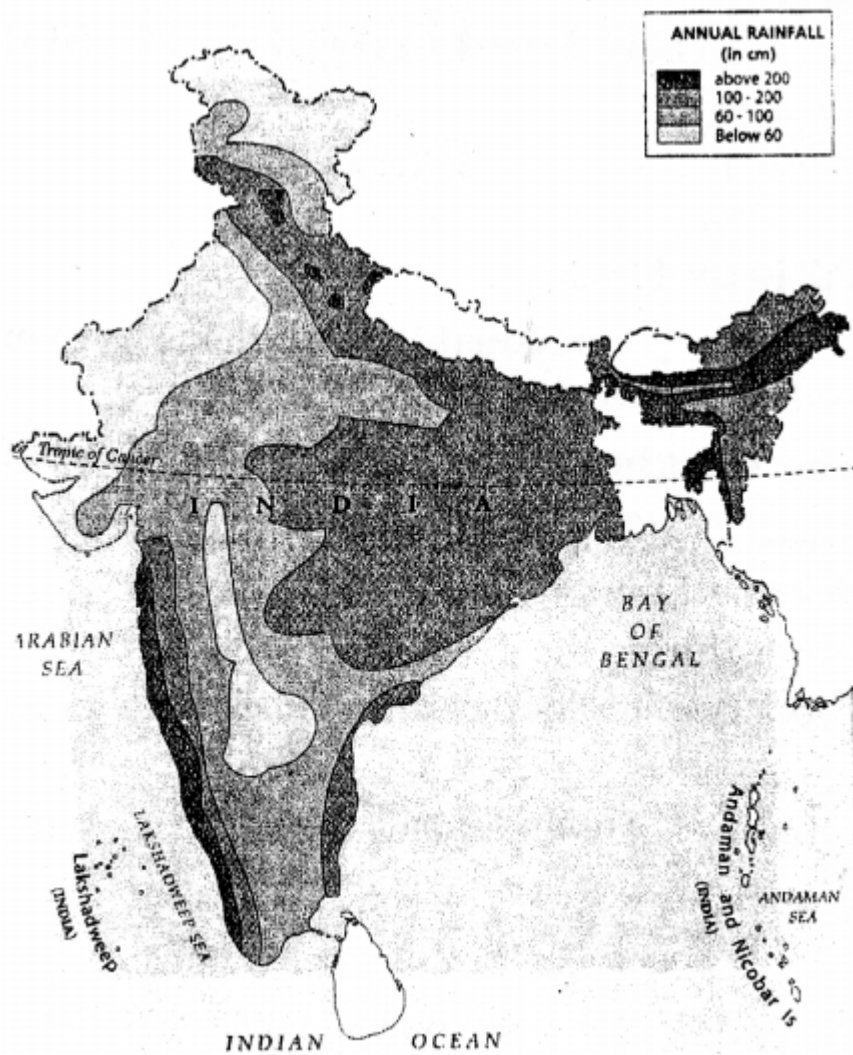 ANNUAL RAINFALL
(in cm)
above 200
100 - 200
60 - 100
Below 60
Tropic of Cancer
I N D I A
ARABIAN
SEA
BAY
OF
BENGAL
LAKSHADWEEP SEA
Lakshadweep
(INDIA)
Andaman and Nicobar Is
(INDIA)
ANDAMAN
SEA
INDIAN OCEAN